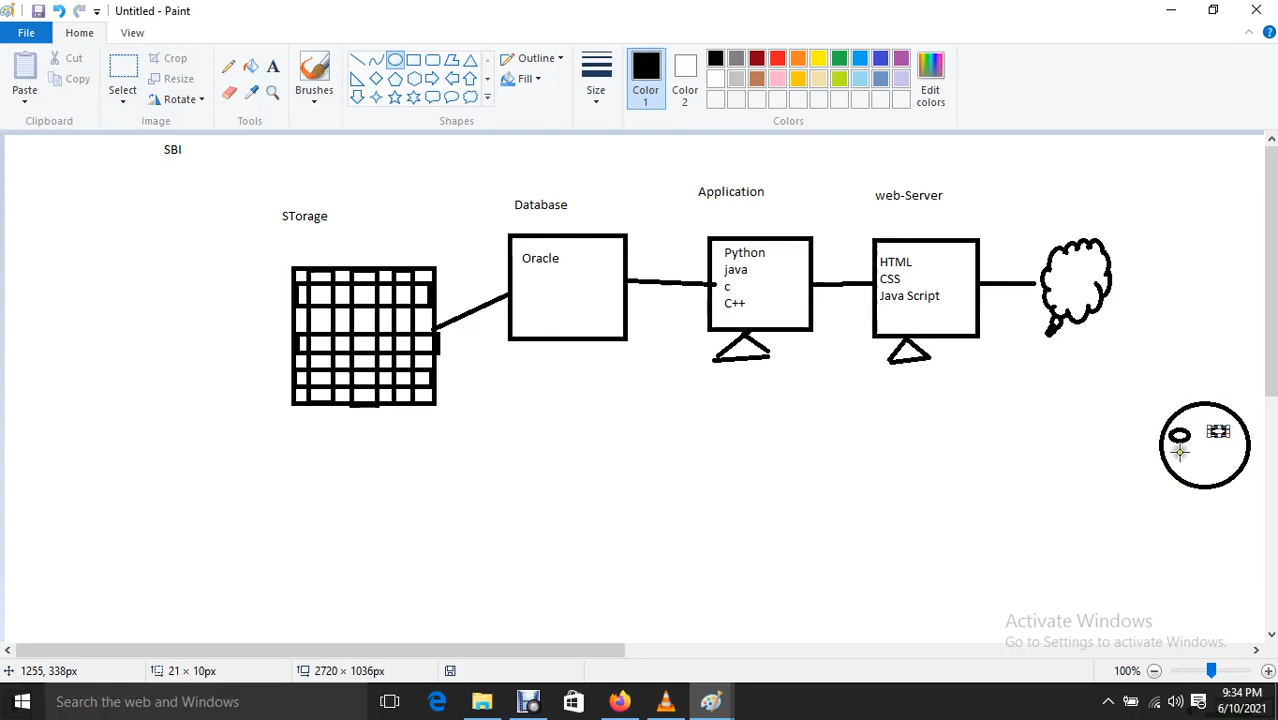 Untitled - Paint
File
Home
View
Paste
Cut
Copy
Clipboard
Select
Crop
Resize
Rotate
Image
A
Tools
Brushes
Outline
Fill
Shapes
Size
Color 1
Color 2
Edit colors
Colors
SBI
STorage
Database
Application
web-Server
Oracle
Python
java
c
C++
HTML
CSS
Java Script
Activate Windows
Go to Settings to activate Windows.
1255, 338px
21 × 10px
2720 × 1036px
100%
Search the web and Windows
9:34 PM
6/10/2021